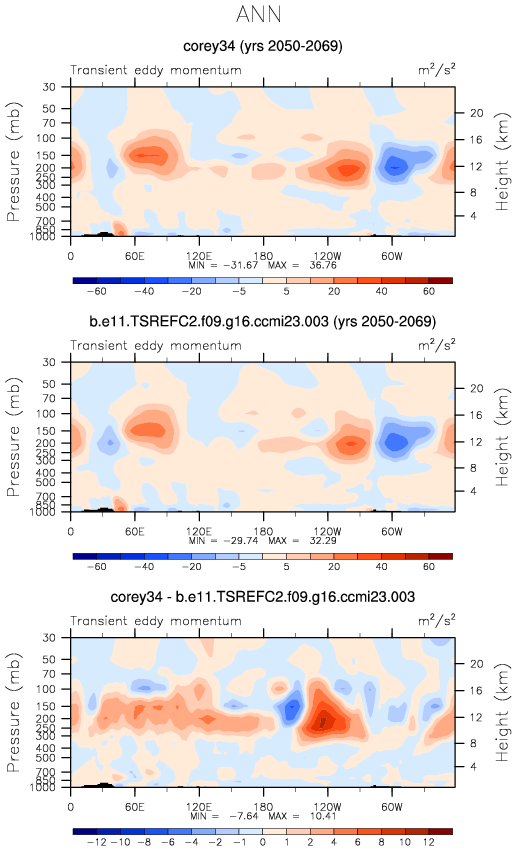 ANN
corey34 (yrs 2050-2069)
Transient eddy momentum m²/s²
Pressure (mb)
30
50
70
100
150
200
250
300
400
500
700
850
1000
Height (km)
20
16
12
8
4
0 60E 120E 180 120W 60W
MIN = -31.67 MAX = 36.76
-60 -40 -20 -5 5 20 40 60
b.e11.TSREFC2.f09.g16.ccmi23.003 (yrs 2050-2069)
Transient eddy momentum m²/s²
Pressure (mb)
30
50
70
100
150
200
250
300
400
500
700
850
1000
Height (km)
20
16
12
8
4
0 60E 120E 180 120W 60W
MIN = -29.74 MAX = 32.29
-60 -40 -20 -5 5 20 40 60
corey34 - b.e11.TSREFC2.f09.g16.ccmi23.003
Transient eddy momentum m²/s²
Pressure (mb)
30
50
70
100
150
200
250
300
400
500
700
850
1000
Height (km)
20
16
12
8
4
0 60E 120E 180 120W 60W
MIN = -7.64 MAX = 10.41
-12 -10 -8 -6 -4 -2 -1 0 1 2 4 6 8 10 12